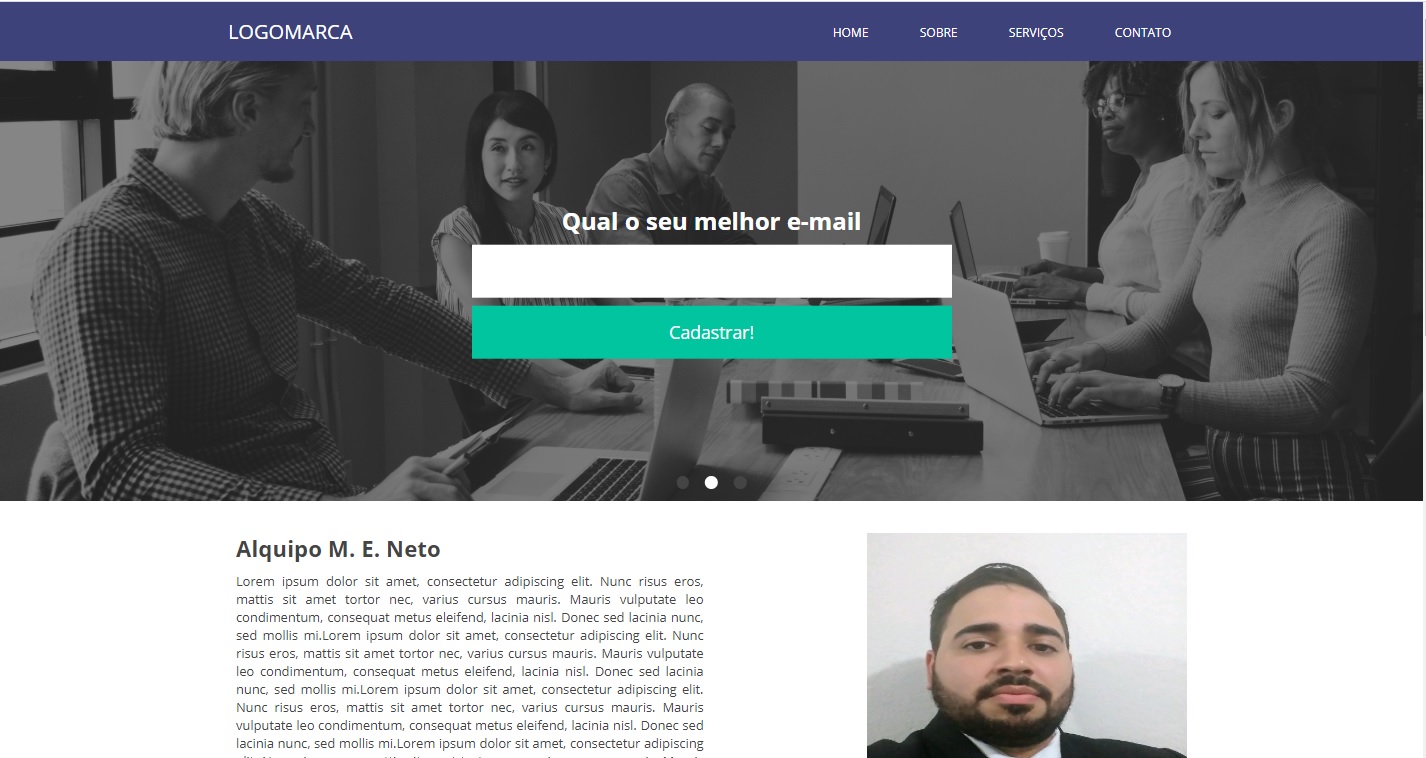 LOGOMARCA
HOME SOBRE SERVIÇOS CONTATO
Qual o seu melhor e-mail
Cadastrar!
Alquipo M. E. Neto
Lorem ipsum dolor sit amet, consectetur adipiscing elit. Nunc risus eros,
mattis sit amet tortor nec, varius cursus mauris. Mauris vulputate leo
condimentum, consequat metus eleifend, lacinia nisl. Donec sed lacinia nunc,
sed mollis mi.Lorem ipsum dolor sit amet, consectetur adipiscing elit. Nunc
risus eros, mattis sit amet tortor nec, varius cursus mauris. Mauris vulputate
leo condimentum, consequat metus eleifend, lacinia nisl. Donec sed lacinia
nunc, sed mollis mi.Lorem ipsum dolor sit amet, consectetur adipiscing elit.
Nunc risus eros, mattis sit amet tortor nec, varius cursus mauris. Mauris
vulputate leo condimentum, consequat metus eleifend, lacinia nisl. Donec sed
lacinia nunc, sed mollis mi.Lorem ipsum dolor sit amet, consectetur adipiscing